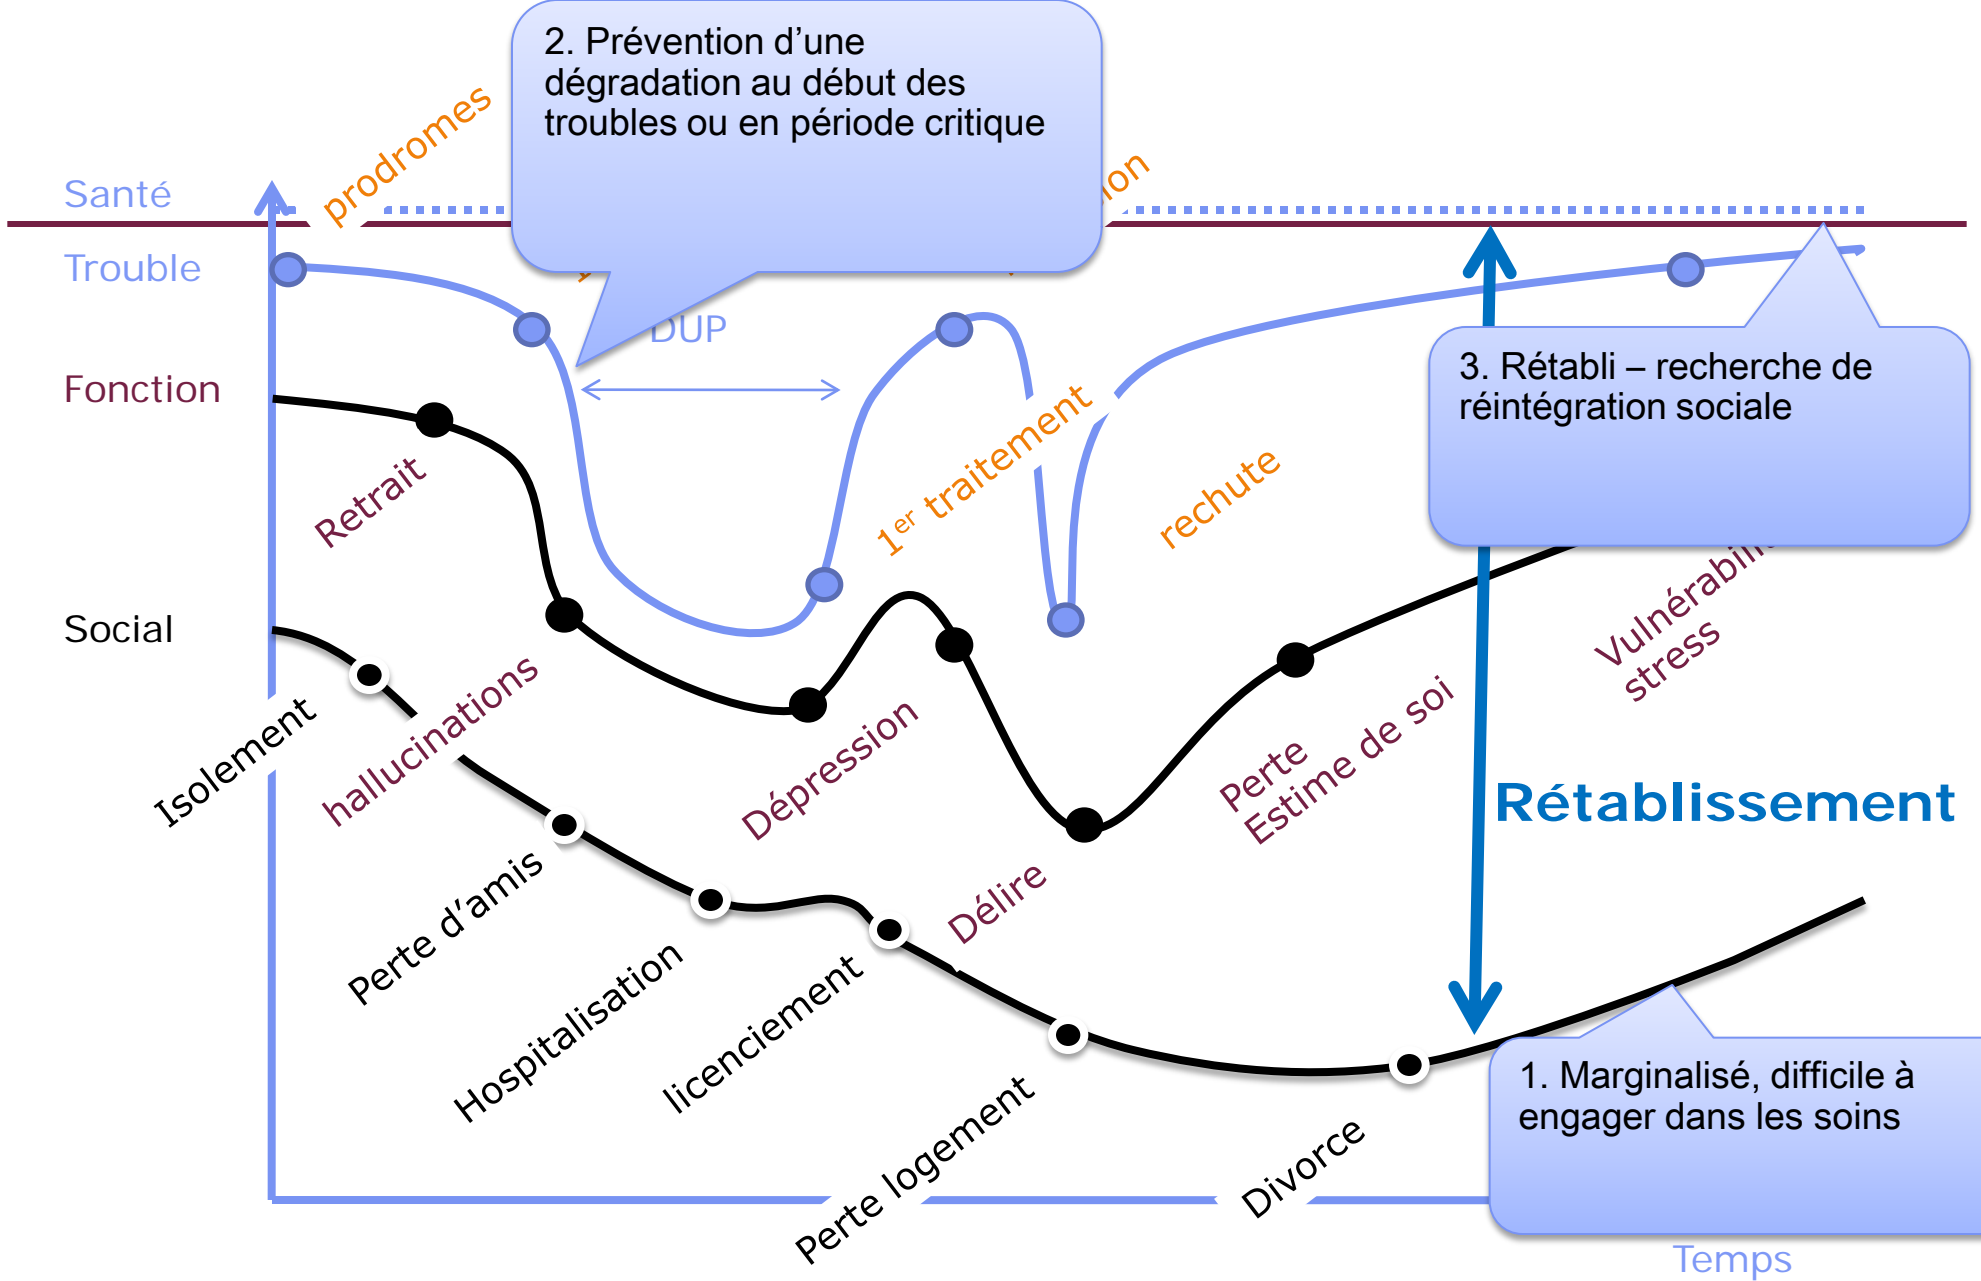 2. Prévention d’une
dégradation au début des
troubles ou en période critique
prodromes
Santé
Trouble
DUP
Fonction
3. Rétabli – recherche de
réintégration sociale
1er traitement
rechute
Retrait
Social
stress
Isolement
hallucinations
Dépression
Perte
Estime de soi
Rétablissement
Perte d’amis
Délire
Hospitalisation
licenciement
Perte logement
Divorce
1. Marginalisé, difficile à
engager dans les soins
Temps